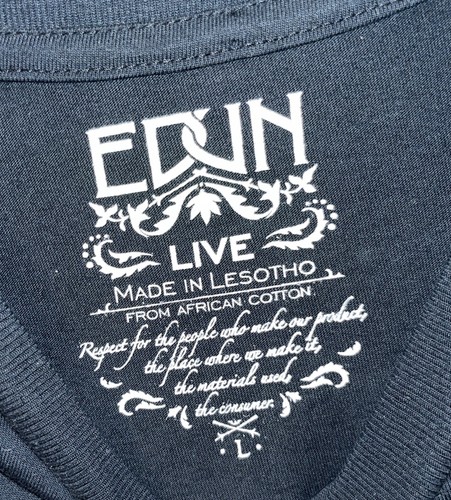 EDUN
LIVE
MADE IN LESOTHO
FROM AFRICAN COTTON
Respect for the people who make our product,
the place where we make it,
the materials used,
the consumer.
· L ·